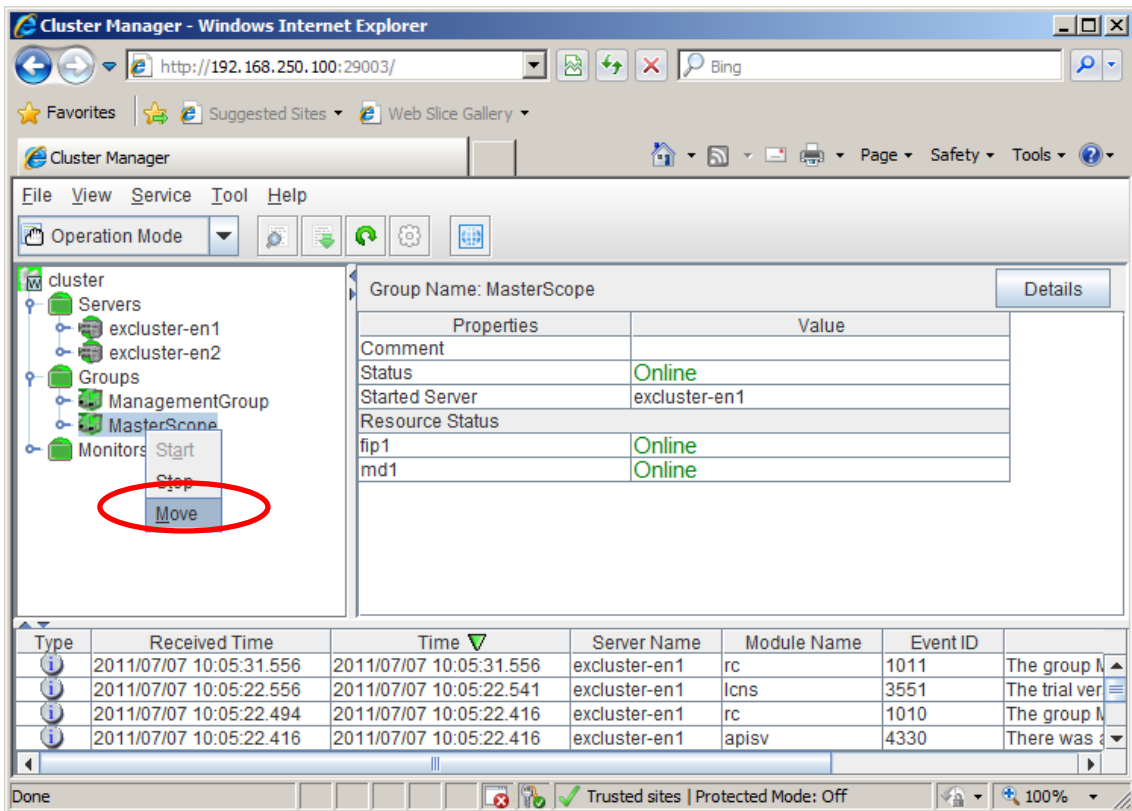 Cluster Manager - Windows Internet Explorer
http://192.168.250.100:29003/
Bing
Favorites Suggested Sites Web Slice Gallery
Cluster Manager Page Safety Tools
File View Service Tool Help
Operation Mode
cluster
Servers
excluster-en1
excluster-en2
Groups
ManagementGroup
MasterScope
Monitors
Start
Stop
Move
Group Name: MasterScope Details
Properties Value
Comment
Status Online
Started Server excluster-en1
Resource Status
fip1 Online
md1 Online
Type Received Time Time Server Name Module Name Event ID
2011/07/07 10:05:31.556 2011/07/07 10:05:31.556 excluster-en1 rc 1011 The group
2011/07/07 10:05:22.556 2011/07/07 10:05:22.541 excluster-en1 lcns 3551 The trial ver
2011/07/07 10:05:22.494 2011/07/07 10:05:22.416 excluster-en1 rc 1010 The group
2011/07/07 10:05:22.416 2011/07/07 10:05:22.416 excluster-en1 apisv 4330 There was
Done Trusted sites | Protected Mode: Off 100%